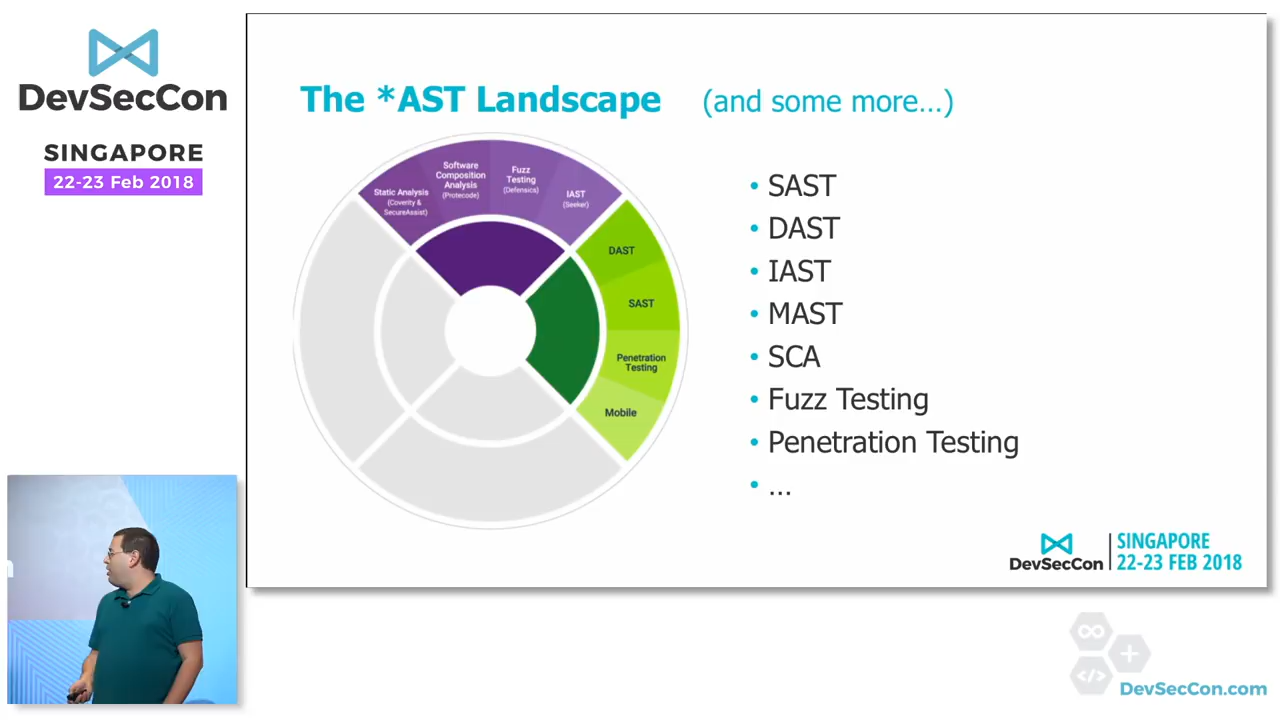 DevSecCon
SINGAPORE
22-23 Feb 2018
The *AST Landscape (and some more…)
Static Analysis
(Coverity &
SecureAssist)
Software
Composition
Analysis
(Protecode)
Fuzz
Testing
(Defensics)
IAST
(Seeker)
DAST
SAST
Penetration
Testing
Mobile
• SAST
• DAST
• IAST
• MAST
• SCA
• Fuzz Testing
• Penetration Testing
• …
DevSecCon
SINGAPORE
22-23 FEB 2018
DevSecCon.com